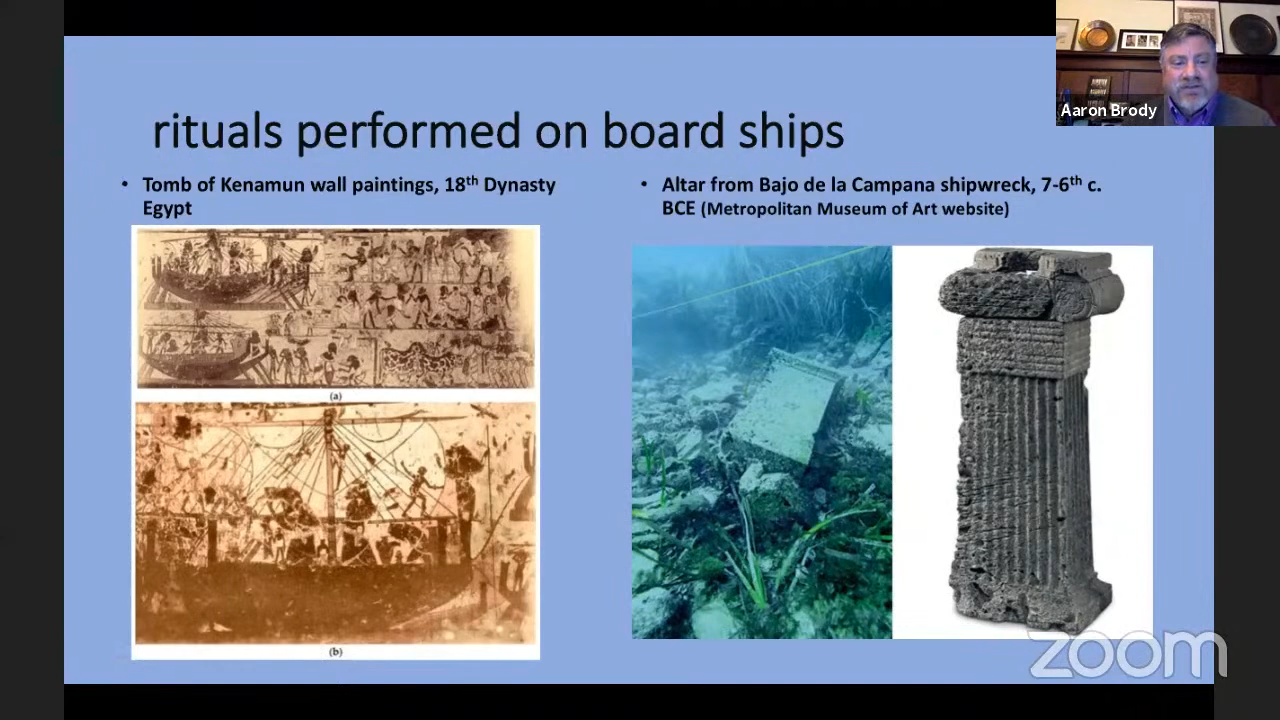 Aaron Brody
rituals performed on board ships
• Tomb of Kenamun wall paintings, 18th Dynasty
Egypt
(a)
(b)
• Altar from Bajo de la Campana shipwreck, 7-6th c.
BCE (Metropolitan Museum of Art website)
zoom